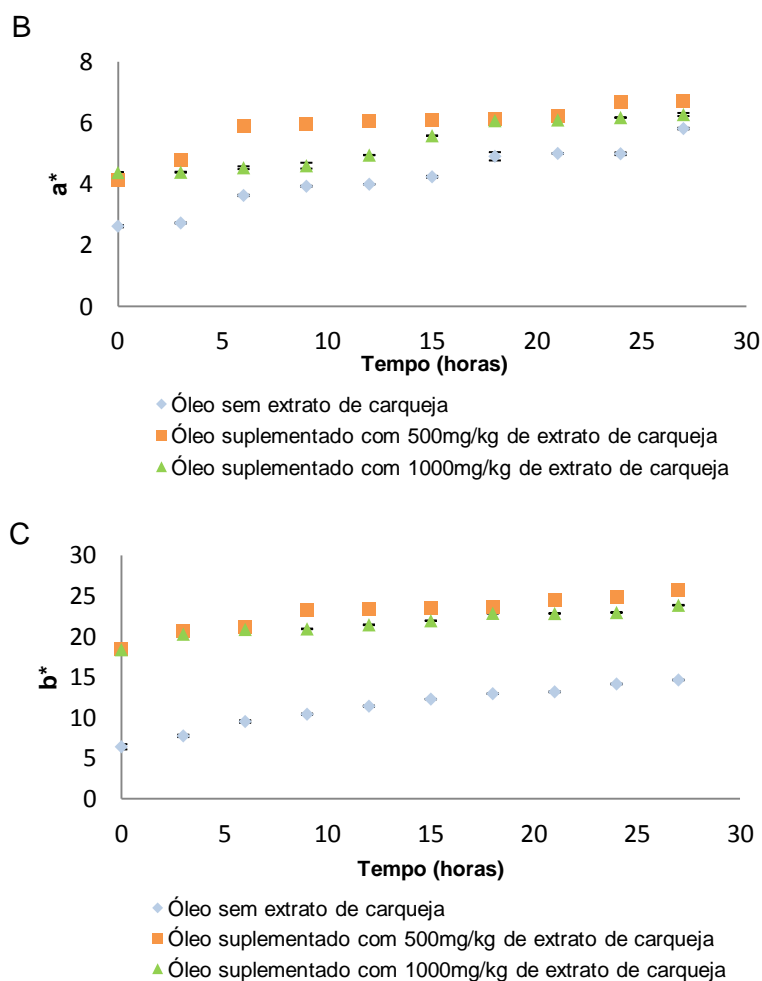 B
8
6
4
2
0
a*
0 5 10 15 20 25 30
Tempo (horas)
Óleo sem extrato de carqueja
Óleo suplementado com 500mg/kg de extrato de carqueja
Óleo suplementado com 1000mg/kg de extrato de carqueja
C
30
25
20
15
10
5
0
b*
0 5 10 15 20 25 30
Tempo (horas)
Óleo sem extrato de carqueja
Óleo suplementado com 500mg/kg de extrato de carqueja
Óleo suplementado com 1000mg/kg de extrato de carqueja